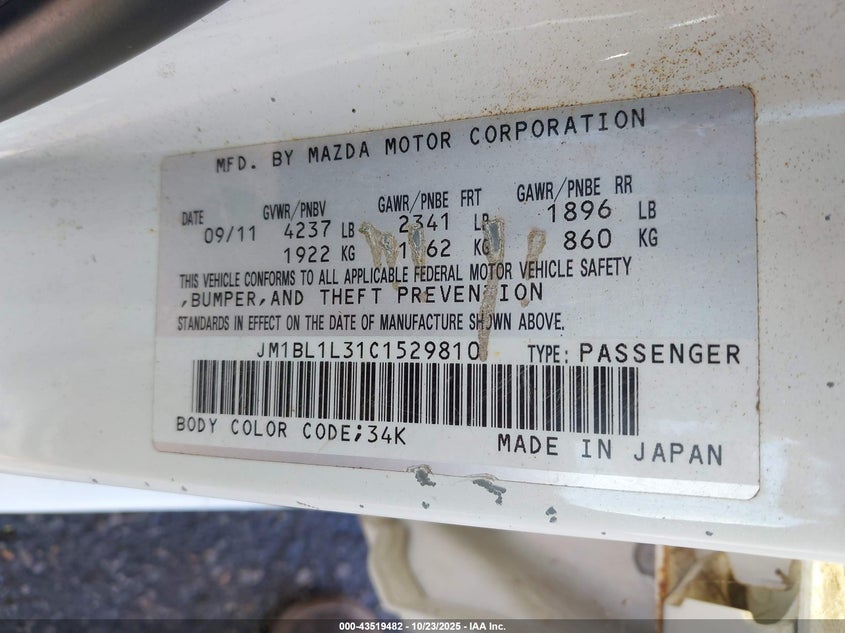 MFD. BY MAZDA MOTOR CORPORATION
DATE GVWR/PNBV GAWR/PNBE FRT GAWR/PNBE RR
09/11 4237 LB 2341 LB 1896 LB
1922 KG KG 860 KG
THIS VEHICLE CONFORMS TO ALL APPLICABLE FEDERAL MOTOR VEHICLE SAFETY
,BUMPER,AND THEFT PREVENTION
STANDARDS IN EFFECT ON THE DATE OF MANUFACTURE SHOWN ABOVE.
JM1BL1L31C1529810 TYPE: PASSENGER
BODY COLOR CODE;34K MADE IN JAPAN
000-43519482 - 10/23/2025 - IAA Inc.